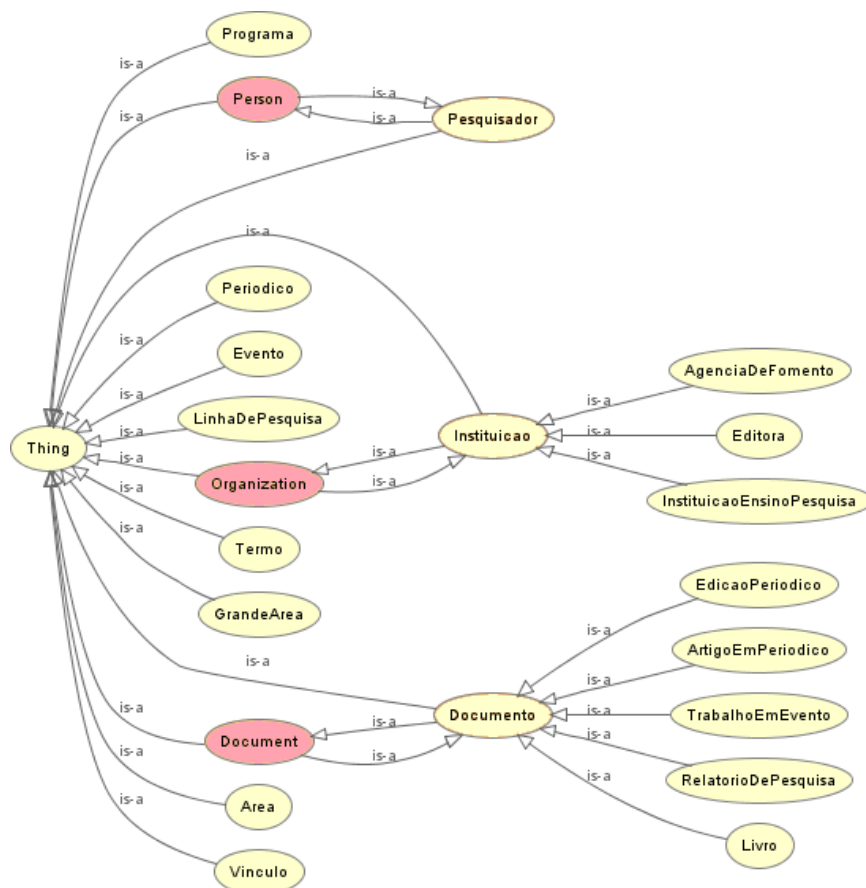 Programa
is-a
Person
is-a
is-a
Pesquisador
is-a
is-a
is-a
is-a
Periodico
is-a
Evento
is-a
AgenciaDeFomento
LinhaDePesquisa
is-a
is-a
Thing
Instituicao
is-a
Editora
is-a
is-a
Organization
is-a
is-a
InstituicaoEnsinoPesquisa
is-a
is-a
Termo
EdicaoPeriodico
GrandeArea
is-a
ArtigoEmPeriodico
is-a
is-a
Documento
is-a
TrabalhoEmEvento
is-a
is-a
Document
is-a
is-a
is-a
RelatorioDePesquisa
is-a
Area
is-a
Livro
Vinculo